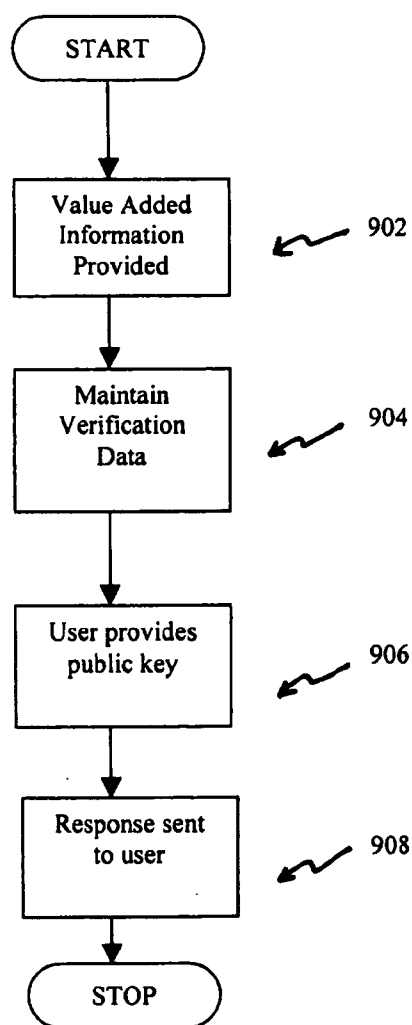 START
Value Added
Information
Provided
902
Maintain
Verification
Data
904
User provides
public key
906
Response sent
to user
908
STOP